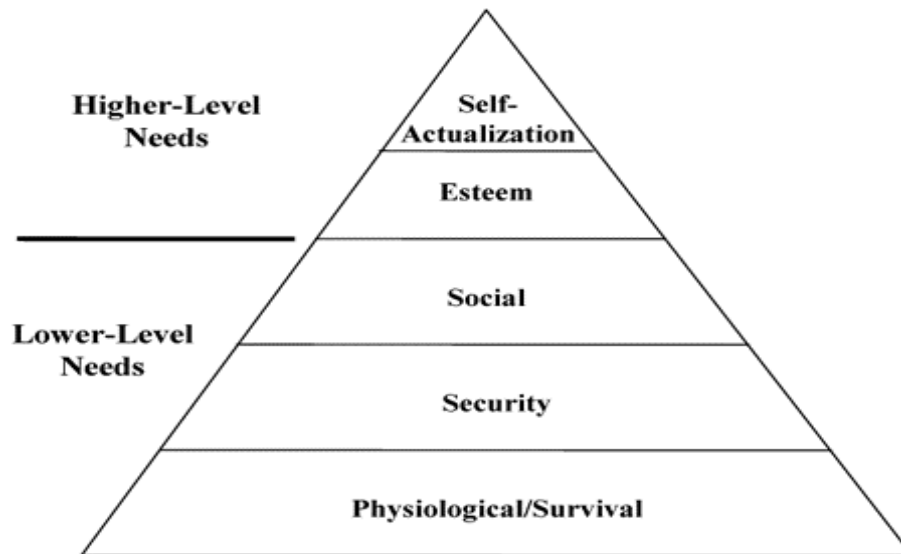 Higher-Level
Needs
Self-
Actualization
Esteem
Social
Lower-Level
Needs
Security
Physiological/Survival